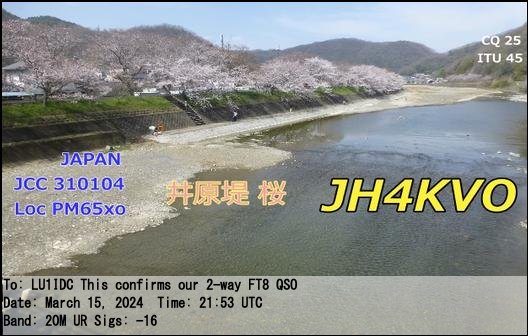 CQ 25
ITU 45
JAPAN
JCC 310104
Loc PM65xo
井原堤 桜
JH4KVO
To: LU1IDC This confirms our 2-way FT8 QSO
Date: March 15, 2024 Time: 21:53 UTC
Band: 20M UR Sigs: -16